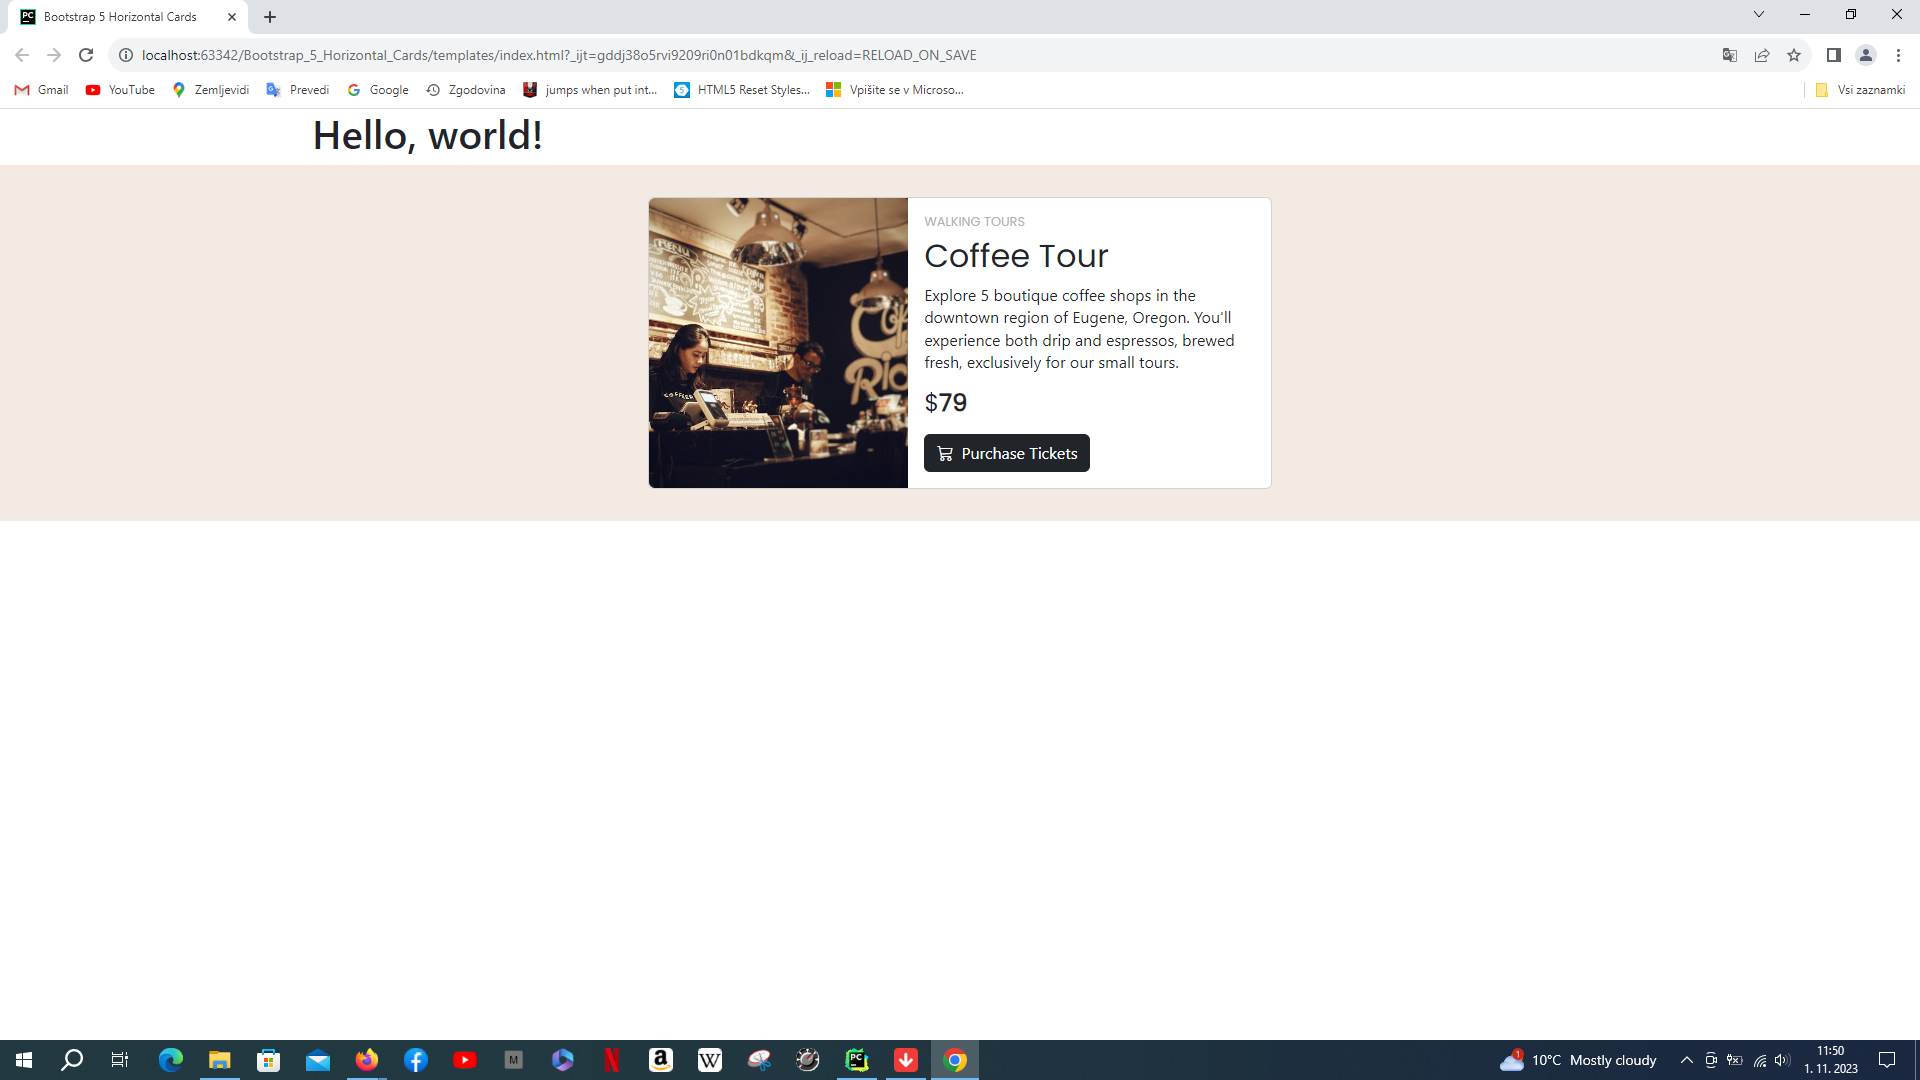 Bootstrap 5 Horizontal Cards
localhost:63342/Bootstrap_5_Horizontal_Cards/templates/index.html?_ijt=gddj38o5rvi9209ri0n01bdkqm&_ij_reload=RELOAD_ON_SAVE
Gmail YouTube Zemljevidi Prevedi Google Zgodovina jumps when put int... HTML5 Reset Styles... Vpišite se v Microso... Vsi zaznamki
Hello, world!
MENU
WALKING TOURS
Coffee Tour
Explore 5 boutique coffee shops in the
downtown region of Eugene, Oregon. You'll
experience both drip and espressos, brewed
fresh, exclusively for our small tours.
$79
Purchase Tickets
10°C Mostly cloudy
11:50
1. 11. 2023